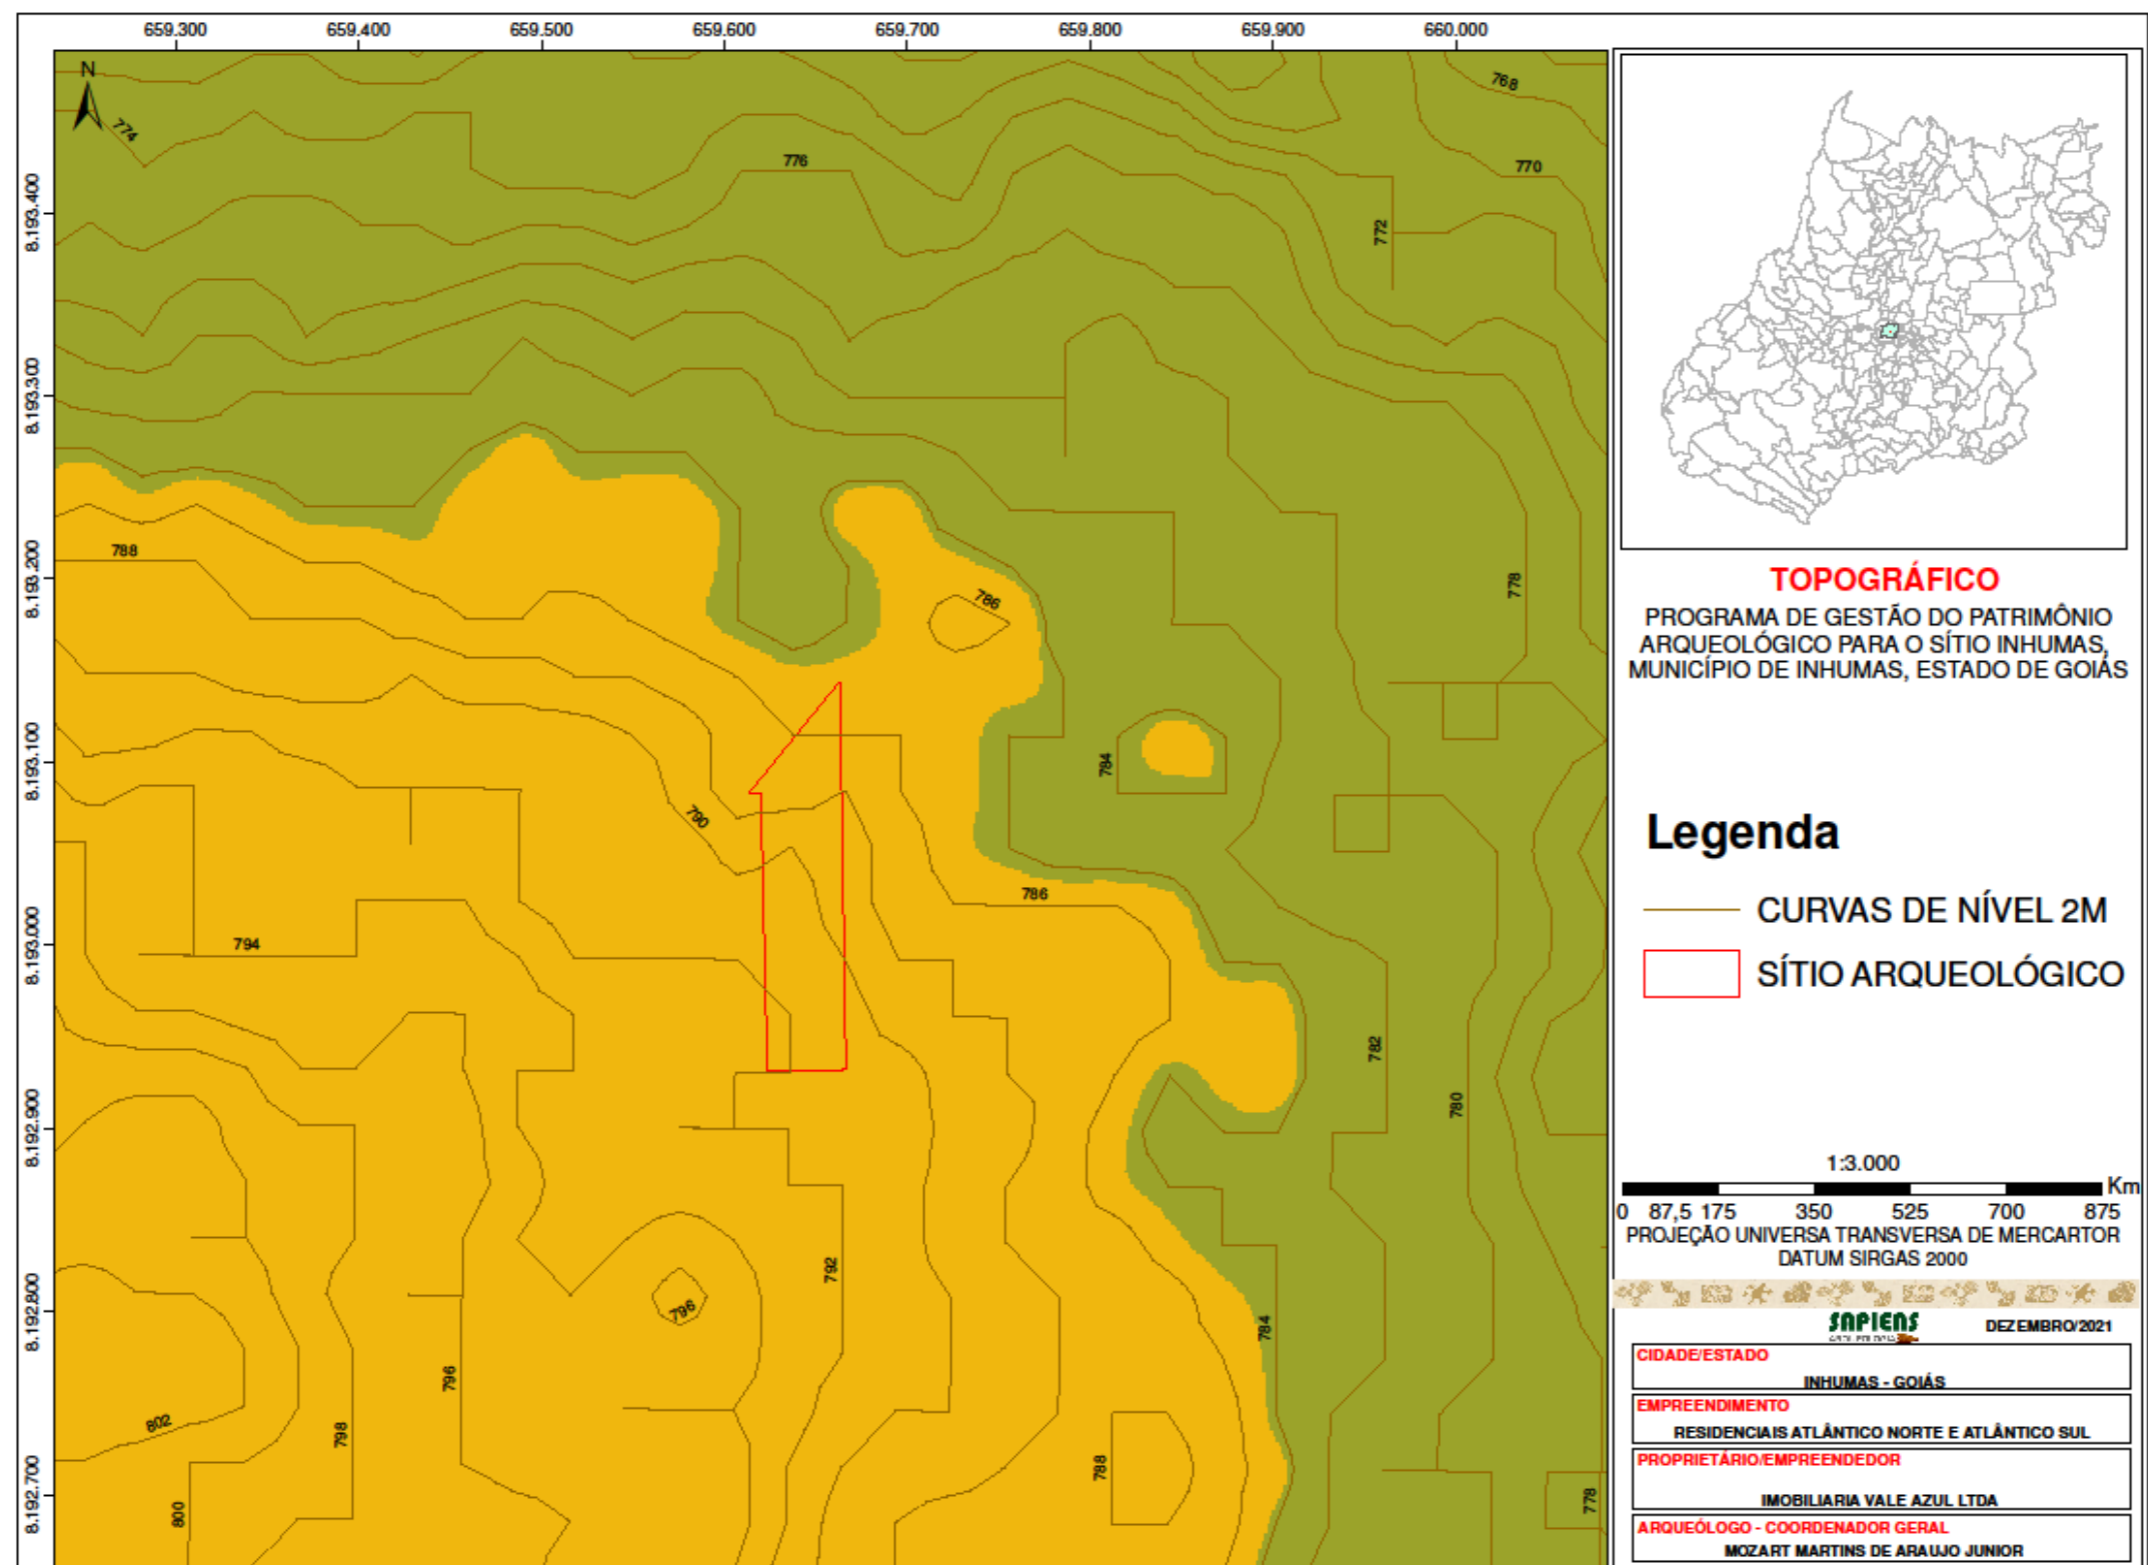 659.300 659.400 659.500 659.600 659.700 659.800 659.900 660.000
N
8.193.400
8.193.300
8.193.200
8.193.100
8.193.000
8.192.900
8.192.800
8.192.700
768
774
776
770
772
788
778
786
784
790
786
794
782
780
792
796
784
796
802
798
788
800
778
TOPOGRÁFICO
PROGRAMA DE GESTÃO DO PATRIMÔNIO
ARQUEOLÓGICO PARA O SÍTIO INHUMAS,
MUNICÍPIO DE INHUMAS, ESTADO DE GOIÁS
Legenda
CURVAS DE NÍVEL 2M
SÍTIO ARQUEOLÓGICO
1:3.000
Km
0 87,5 175 350 525 700 875
PROJEÇÃO UNIVERSA TRANSVERSA DE MERCARTOR
DATUM SIRGAS 2000
SAPIENS
DEZEMBRO/2021
CIDADE/ESTADO
INHUMAS - GOIÁS
EMPREENDIMENTO
RESIDENCIAIS ATLÂNTICO NORTE E ATLÂNTICO SUL
PROPRIETÁRIO/EMPREENDEDOR
IMOBILIARIA VALE AZUL LTDA
ARQUEÓLOGO - COORDENADOR GERAL
MOZART MARTINS DE ARAUJO JUNIOR